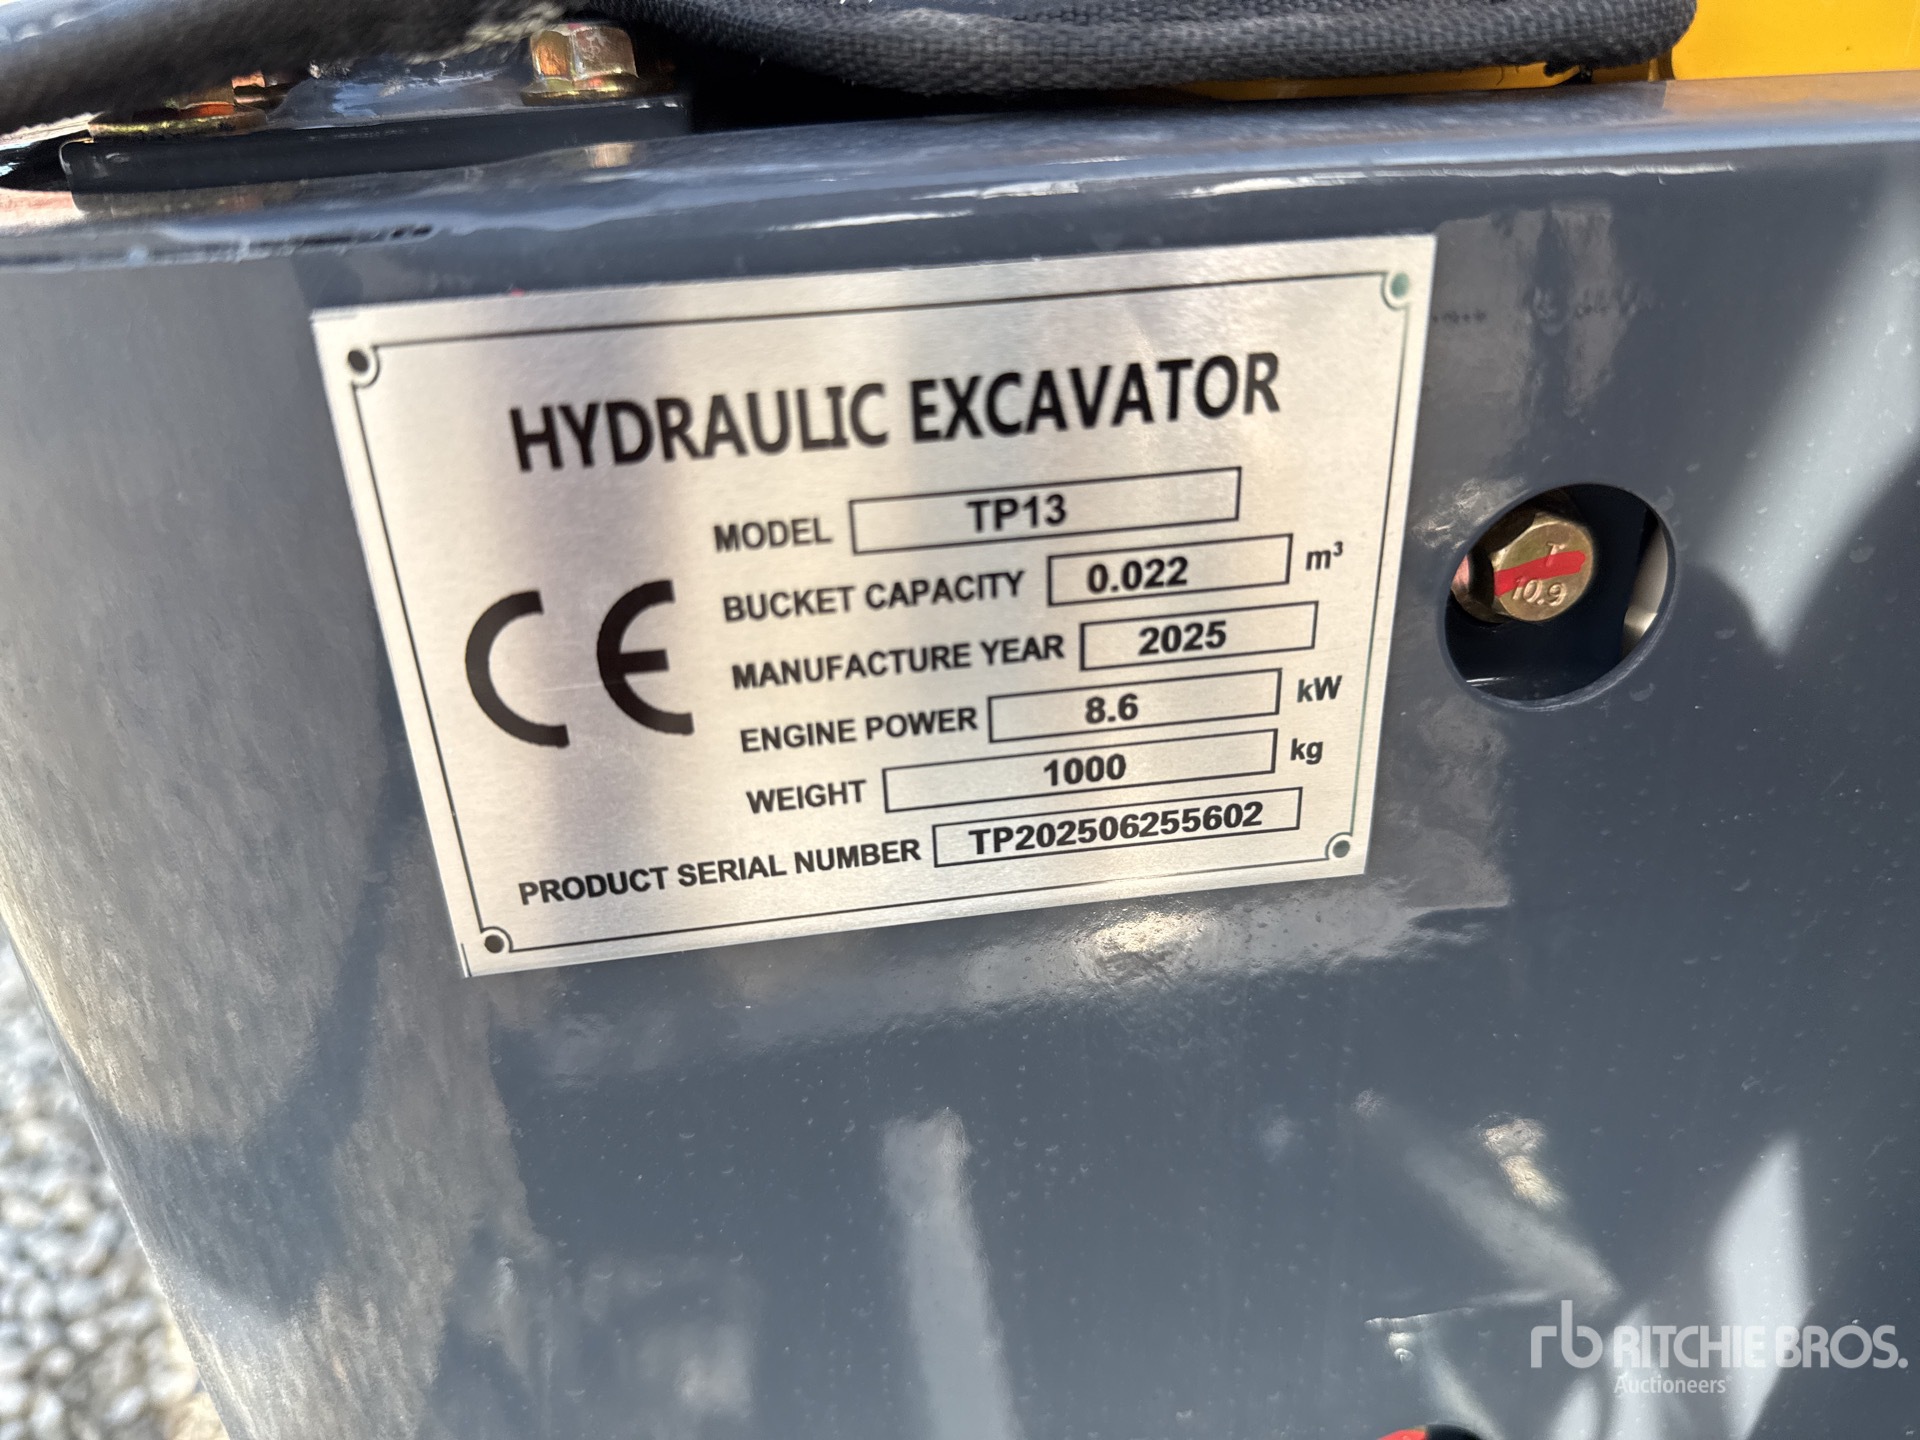 HYDRAULIC EXCAVATOR
MODEL TP13
BUCKET CAPACITY 0.022 m³
MANUFACTURE YEAR 2025
CE
ENGINE POWER 8.6 kW
WEIGHT 1000 kg
PRODUCT SERIAL NUMBER TP202506255602
10.9
rb RITCHIE BROS.
Auctioneers